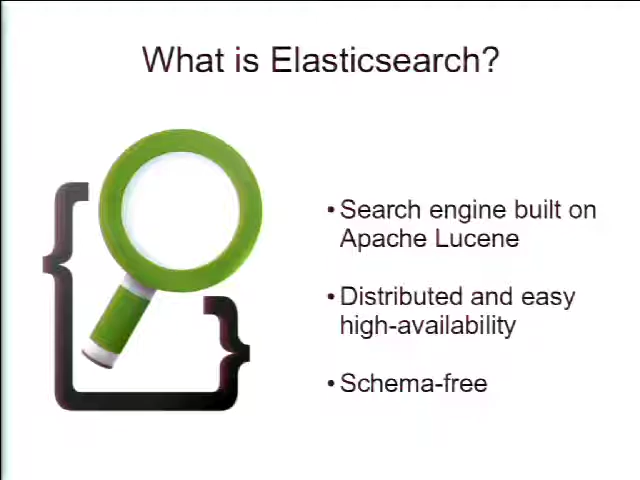 What is Elasticsearch?
• Search engine built on
Apache Lucene
• Distributed and easy
high-availability
• Schema-free